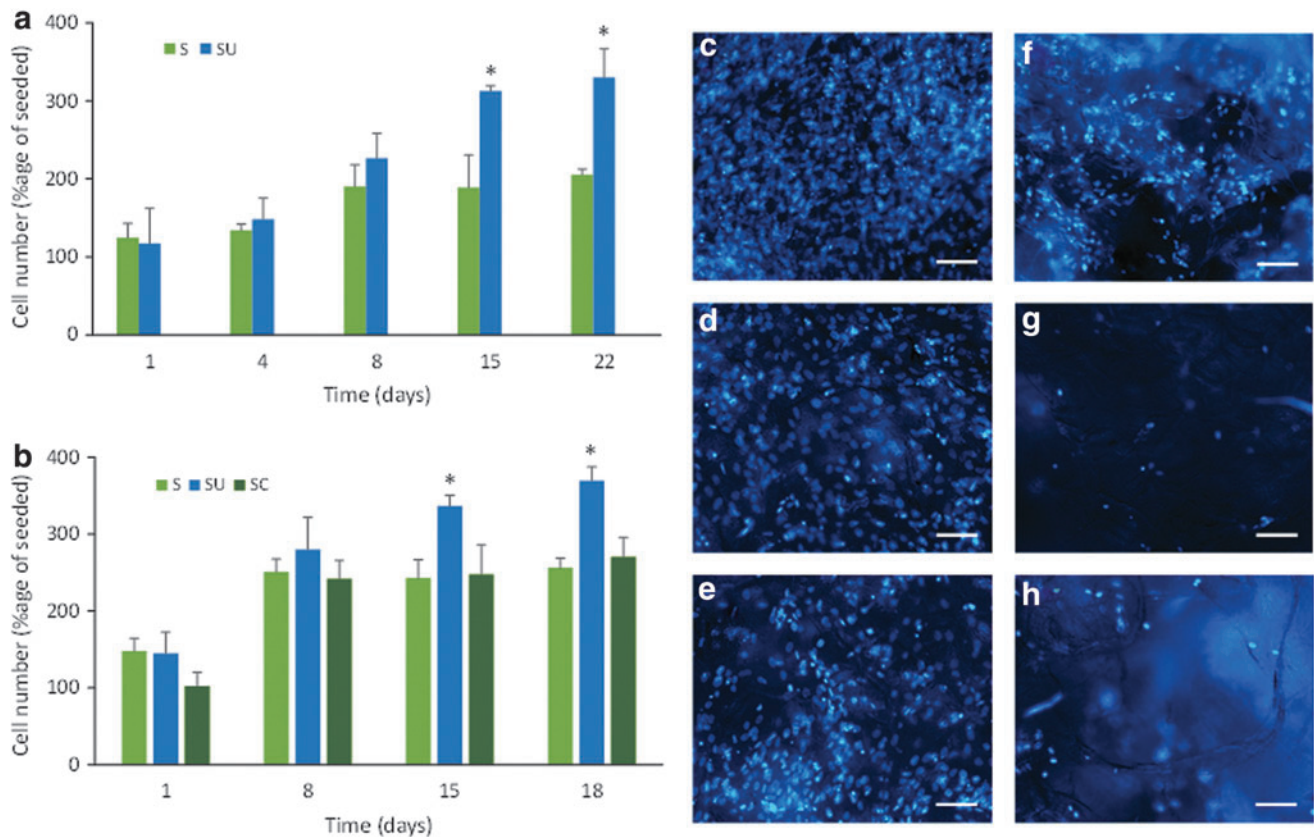 a
400
300
200
100
0
Cell number (%age of seeded)
S SU
*
*
1 4 8 15 22
Time (days)
b
400
300
200
100
0
Cell number (%age of seeded)
S SU SC
*
*
1 8 15 18
Time (days)
c
f
d
g
e
h